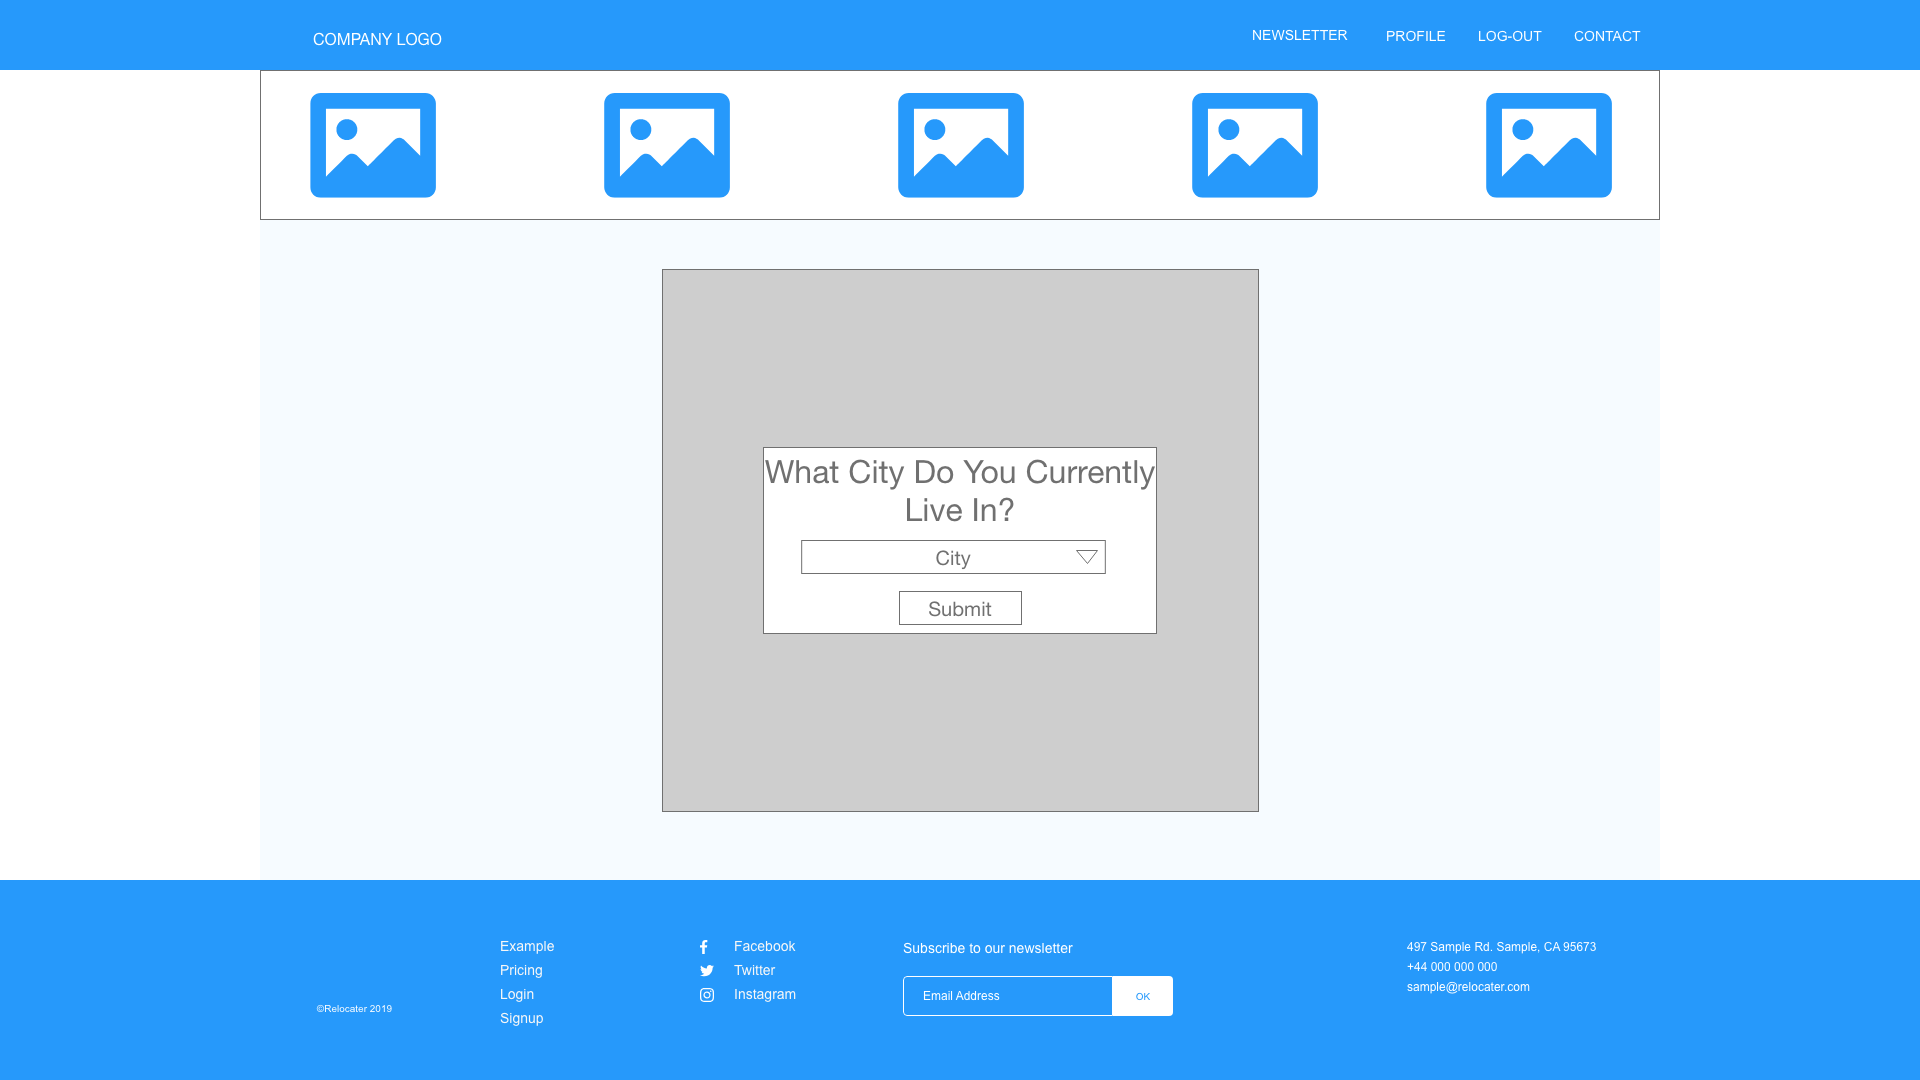 COMPANY LOGO
NEWSLETTER
PROFILE
LOG-OUT
CONTACT
What City Do You Currently
Live In?
City
Submit
©Relocater 2019
Example
Pricing
Login
Signup
Facebook
Twitter
Instagram
Subscribe to our newsletter
Email Address
OK
497 Sample Rd. Sample, CA 95673
+44 000 000 000
sample@relocater.com